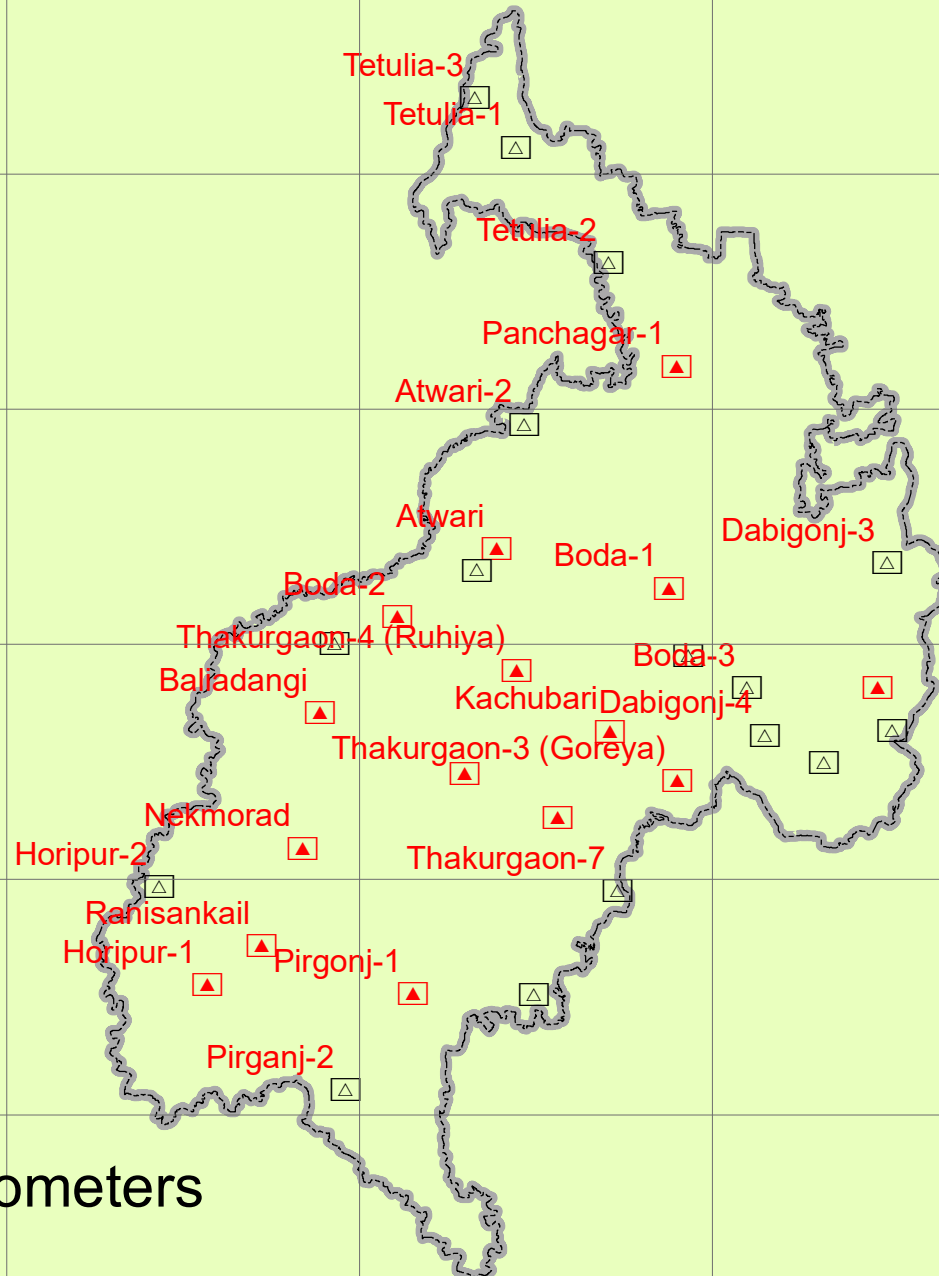 Tetulia-3
Tetulia-1
Tetulia-2
Panchagar-1
Atwari-2
Atwari
Dabigonj-3
Boda-1
Boda-2
Thakurgaon-4 (Ruhiya)
Boda-3
Baliadangi
Kachubari
Dabigonj-4
Thakurgaon-3 (Goreya)
Nekmorad
Horipur-2
Thakurgaon-7
Ranisankail
Horipur-1
Pirgonj-1
Pirganj-2
ometers